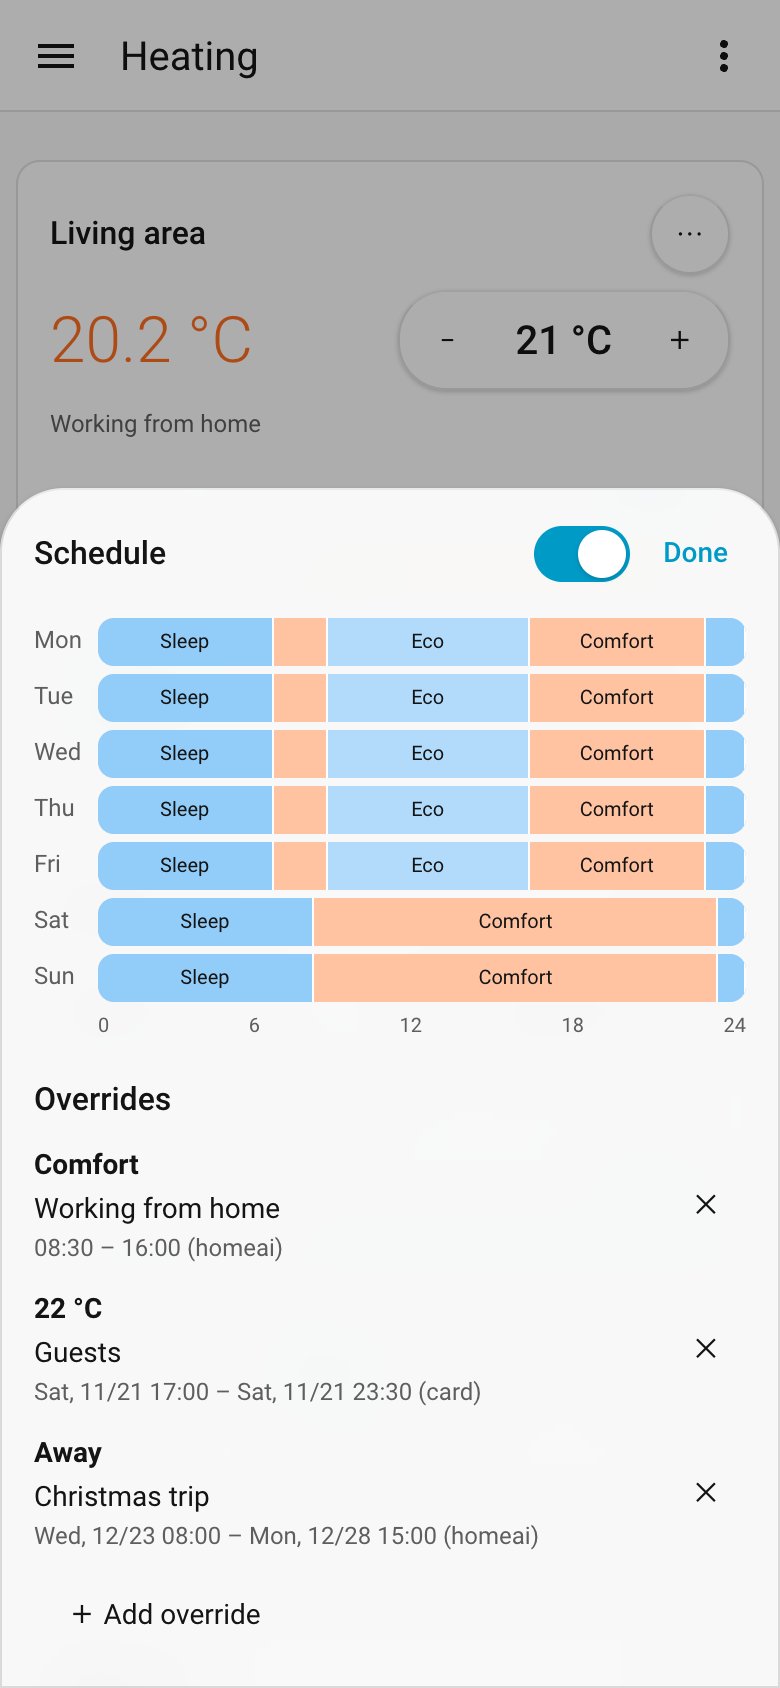 Heating
Living area
20.2 °C
- 21 °C +
Working from home
Schedule
Done
Mon Sleep Eco Comfort
Tue Sleep Eco Comfort
Wed Sleep Eco Comfort
Thu Sleep Eco Comfort
Fri Sleep Eco Comfort
Sat Sleep Comfort
Sun Sleep Comfort
0 6 12 18 24
Overrides
Comfort
Working from home
08:30 – 16:00 (homeai)
22 °C
Guests
Sat, 11/21 17:00 – Sat, 11/21 23:30 (card)
Away
Christmas trip
Wed, 12/23 08:00 – Mon, 12/28 15:00 (homeai)
+ Add override